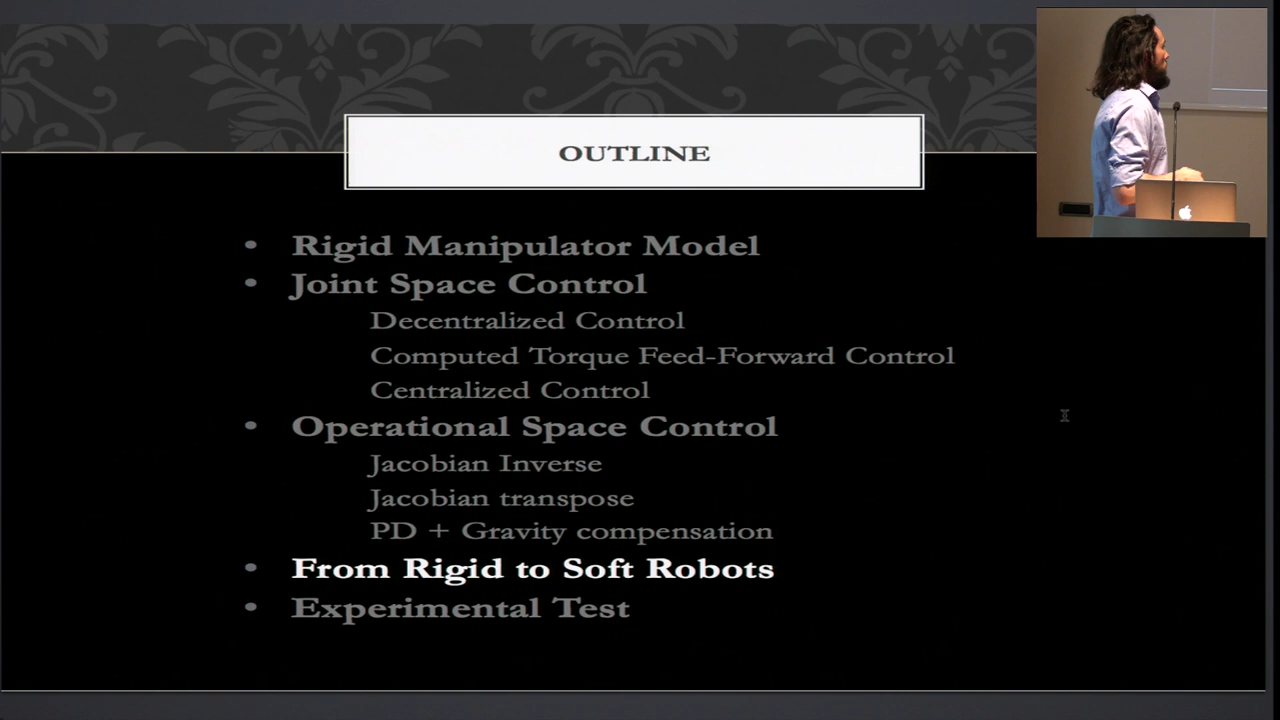 OUTLINE
• Rigid Manipulator Model
• Joint Space Control
Decentralized Control
Computed Torque Feed-Forward Control
Centralized Control
• Operational Space Control
Jacobian Inverse
Jacobian transpose
PD + Gravity compensation
• From Rigid to Soft Robots
• Experimental Test